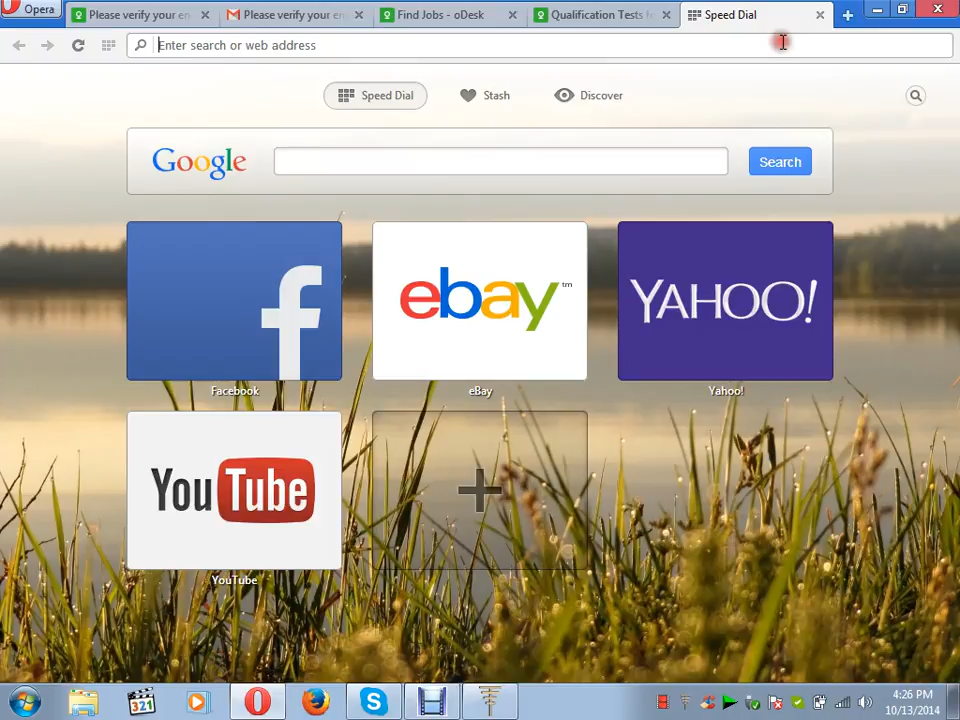 Opera
Please verify your en
Please verify your en
Find Jobs - oDesk
Qualification Tests f
Speed Dial
Enter search or web address
Speed Dial
Stash
Discover
Google
Search
f
ebay™
YAHOO!
Facebook
eBay
Yahoo!
YouTube
YouTube
321
4:26 PM
10/13/2014